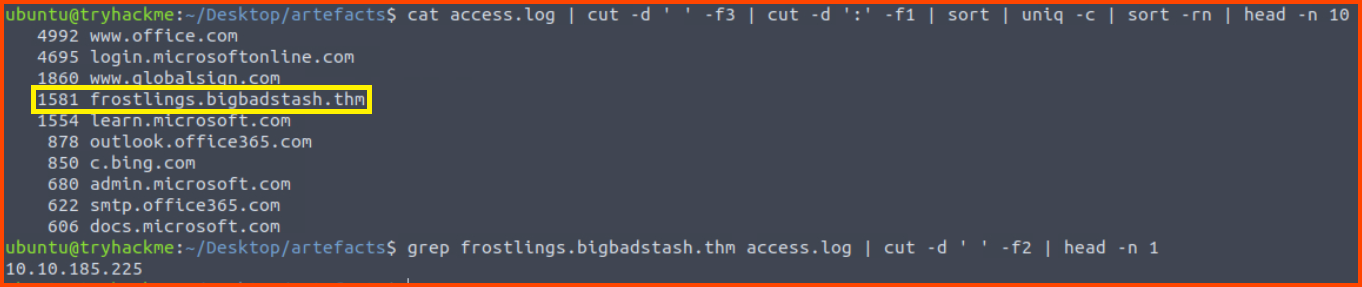 ubuntu@tryhackme:~/Desktop/artefacts$ cat access.log | cut -d ' ' -f3 | cut -d ':' -f1 | sort | uniq -c | sort -rn | head -n 10
4992 www.office.com
4695 login.microsoftonline.com
1860 www.globalsign.com
1581 frostlings.bigbadstash.thm
1554 learn.microsoft.com
878 outlook.office365.com
850 c.bing.com
680 admin.microsoft.com
622 smtp.office365.com
606 docs.microsoft.com
ubuntu@tryhackme:~/Desktop/artefacts$ grep frostlings.bigbadstash.thm access.log | cut -d ' ' -f2 | head -n 1
10.10.185.225